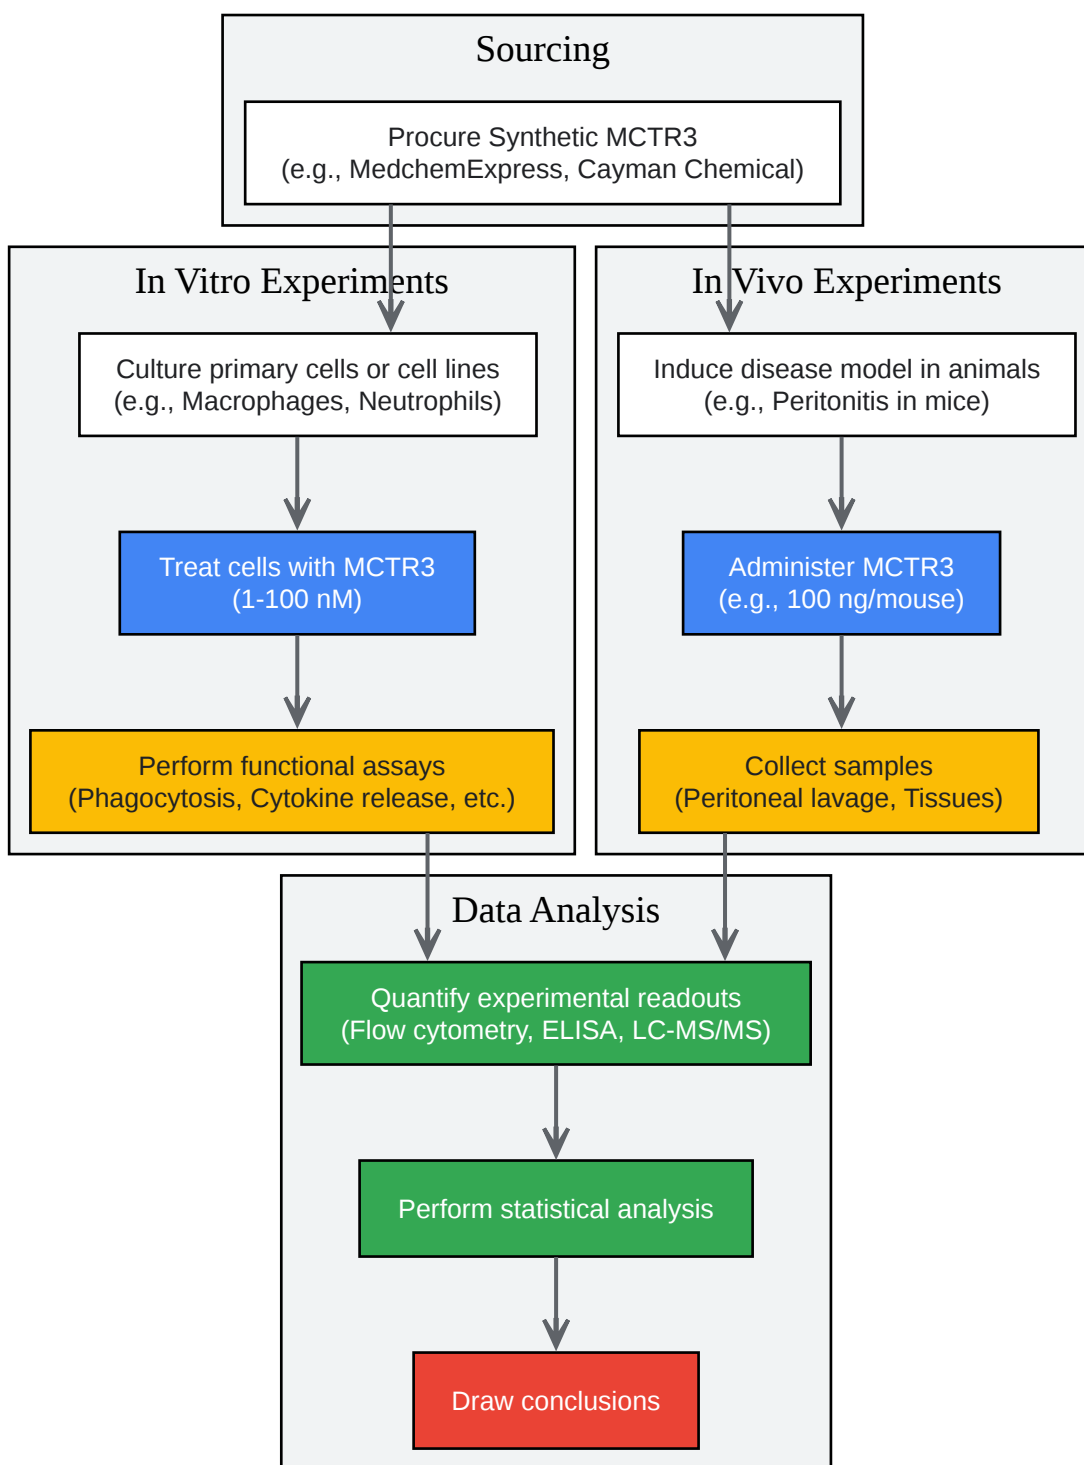 Sourcing
Procure Synthetic MCTR3
(e.g., MedchemExpress, Cayman Chemical)
In Vitro Experiments
Culture primary cells or cell lines
(e.g., Macrophages, Neutrophils)
Treat cells with MCTR3
(1-100 nM)
Perform functional assays
(Phagocytosis, Cytokine release, etc.)
In Vivo Experiments
Induce disease model in animals
(e.g., Peritonitis in mice)
Administer MCTR3
(e.g., 100 ng/mouse)
Collect samples
(Peritoneal lavage, Tissues)
Data Analysis
Quantify experimental readouts
(Flow cytometry, ELISA, LC-MS/MS)
Perform statistical analysis
Draw conclusions